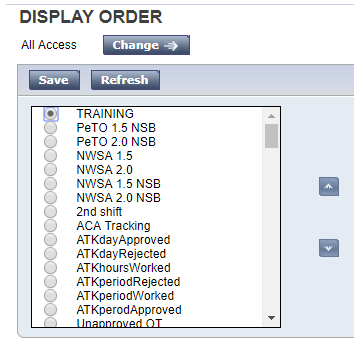 DISPLAY ORDER
All Access Change
Save Refresh
TRAINING
PeTO 1.5 NSB
PeTO 2.0 NSB
NWSA 1.5
NWSA 2.0
NWSA 1.5 NSB
NWSA 2.0 NSB
2nd shift
ACA Tracking
ATKdayApproved
ATKdayRejected
ATKhoursWorked
ATKperiodRejected
ATKperiodWorked
ATKperodApproved
Unapproved OT